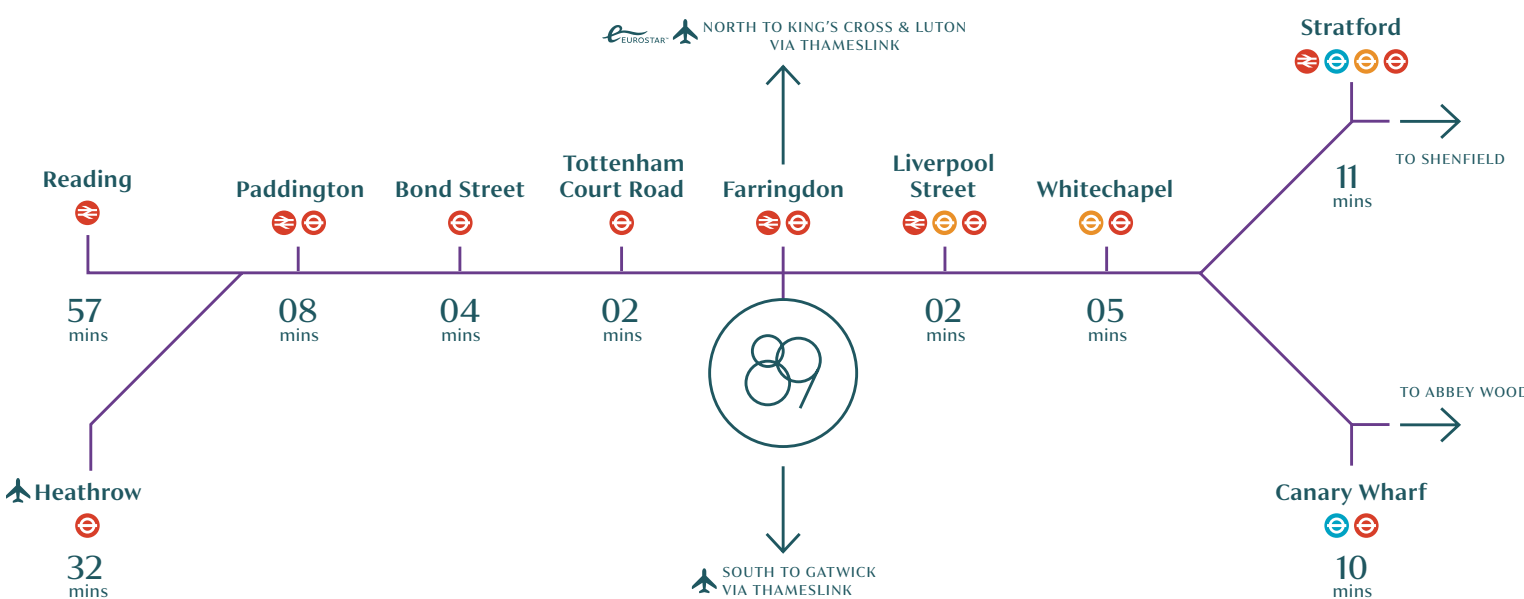 EUROSTAR™
NORTH TO KING'S CROSS & LUTON
VIA THAMESLINK
Stratford
TO SHENFIELD
11
mins
Reading
Paddington
Bond Street
Tottenham
Court Road
Farringdon
Liverpool
Street
Whitechapel
57
mins
08
mins
04
mins
02
mins
02
mins
05
mins
89
TO ABBEY WOOD
Heathrow
32
mins
Canary Wharf
10
mins
SOUTH TO GATWICK
VIA THAMESLINK